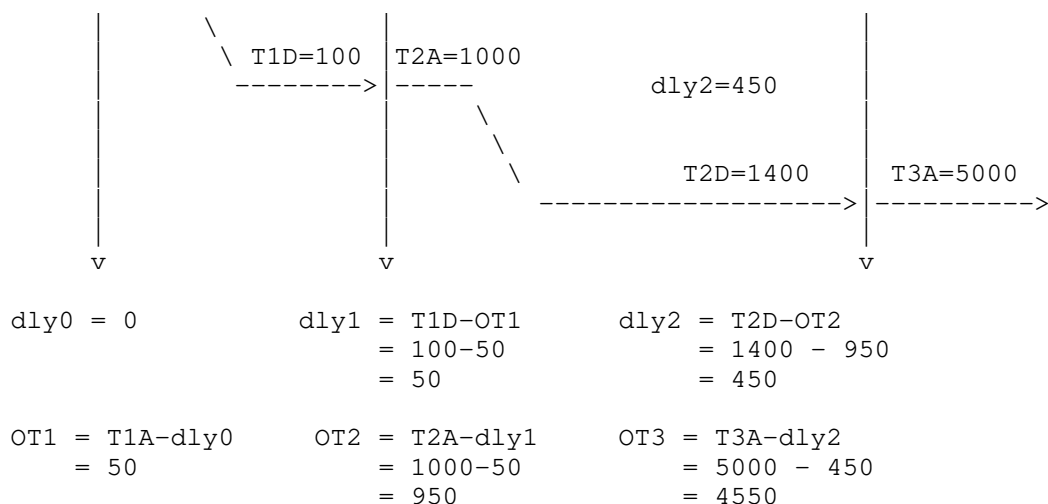 T1D=100 T2A=1000
--------> ----- dly2=450
T2D=1400 T3A=5000
-------------------> ---------->
v v v
dly0 = 0 dly1 = T1D-OT1 dly2 = T2D-OT2
= 100-50 = 1400 - 950
= 50 = 450
OT1 = T1A-dly0 OT2 = T2A-dly1 OT3 = T3A-dly2
= 50 = 1000-50 = 5000 - 450
= 950 = 4550